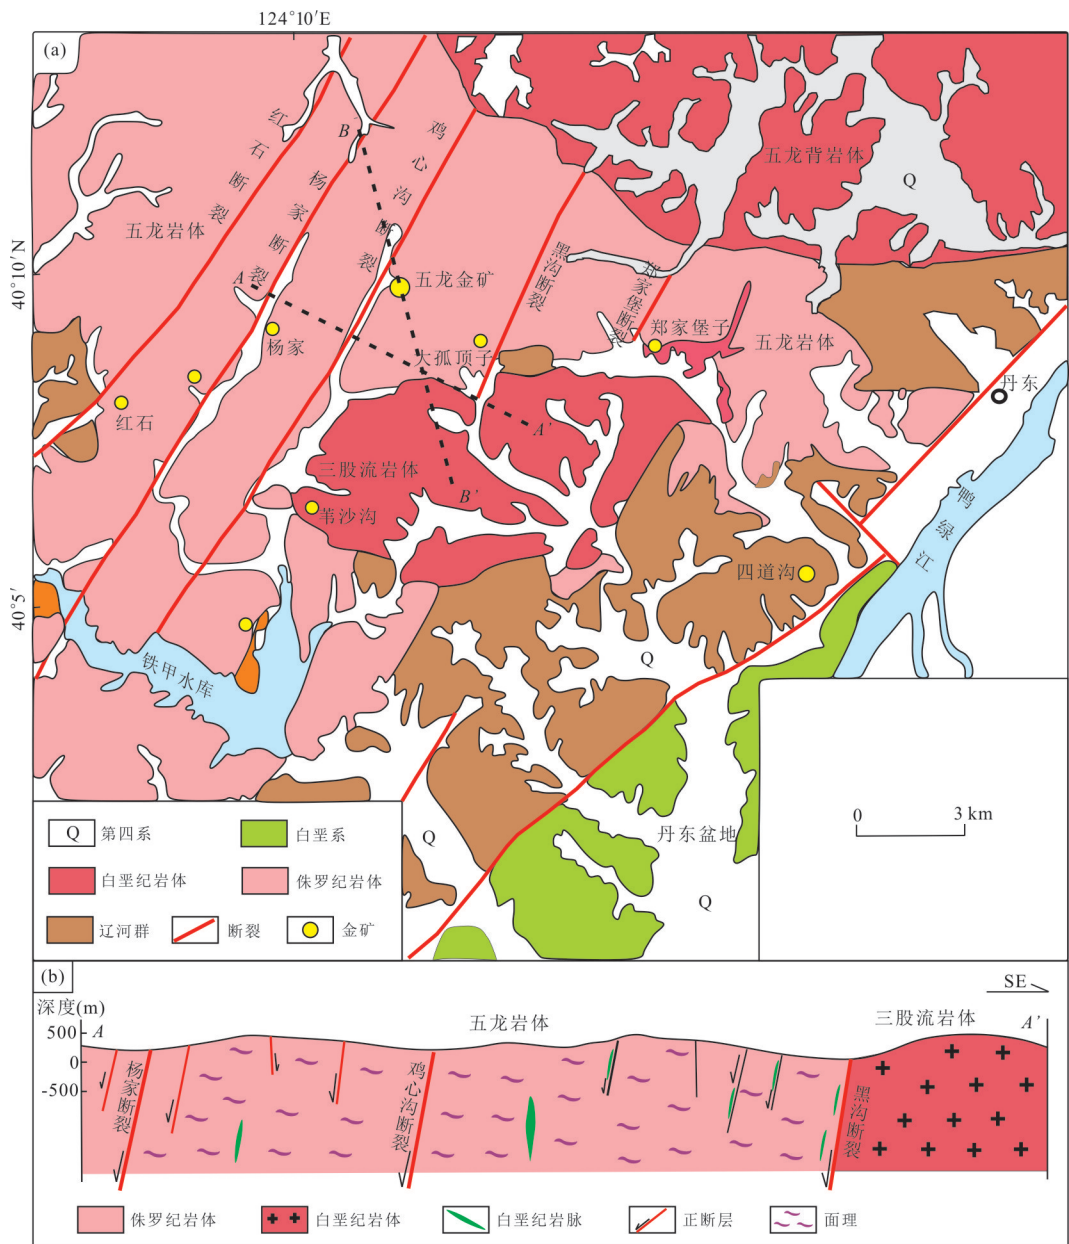 124°10′E
(a)
40°10′N
40°5′
红石断裂
杨家断裂
鸡心沟断裂
黑沟断裂
郑家堡断裂
B
五龙背岩体
Q
五龙岩体
A
五龙金矿
杨家
大孤顶子
郑家堡子
五龙岩体
丹东
红石
A'
三股流岩体
B'
苇沙沟
鸭绿江
四道沟
Q
铁甲水库
丹东盆地
Q
Q
0 3 km
Q 第四系
白垩系
白垩纪岩体
侏罗纪岩体
辽河群
断裂
金矿
(b)
SE
深度(m)
A
五龙岩体
三股流岩体
A'
500
0
-500
杨家断裂
鸡心沟断裂
黑沟断裂
侏罗纪岩体
白垩纪岩体
白垩纪岩脉
正断层
面理